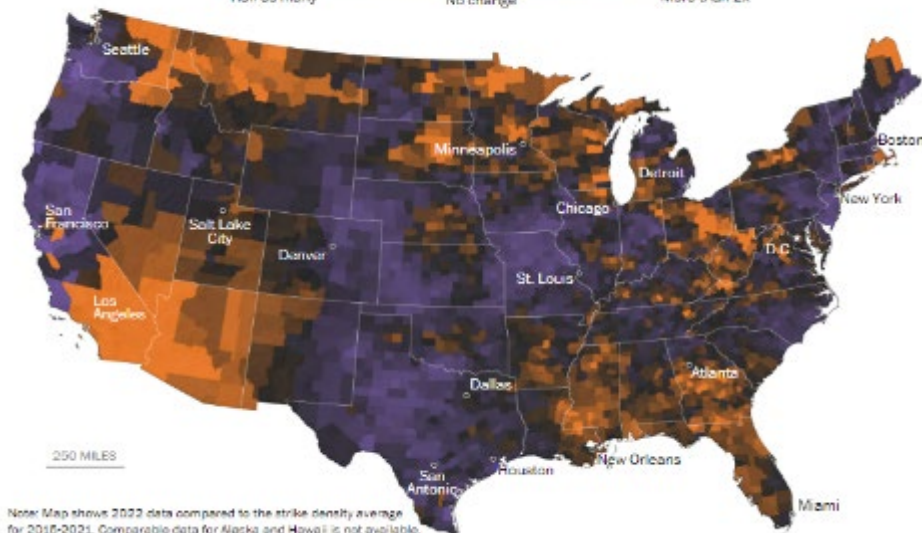 No change
Seattle
Minneapolis
Boston
Detroit
New York
San
Francisco
Salt Lake
City
Chicago
Denver
D.C.
St. Louis
Los
Angeles
Atlanta
Dallas
250 MILES
New Orleans
Houston
San
Antonio
Miami
Note: Map shows 2022 data compared to the strike density average
for 2016-2021. Comparable data for Alaska and Hawaii is not available.